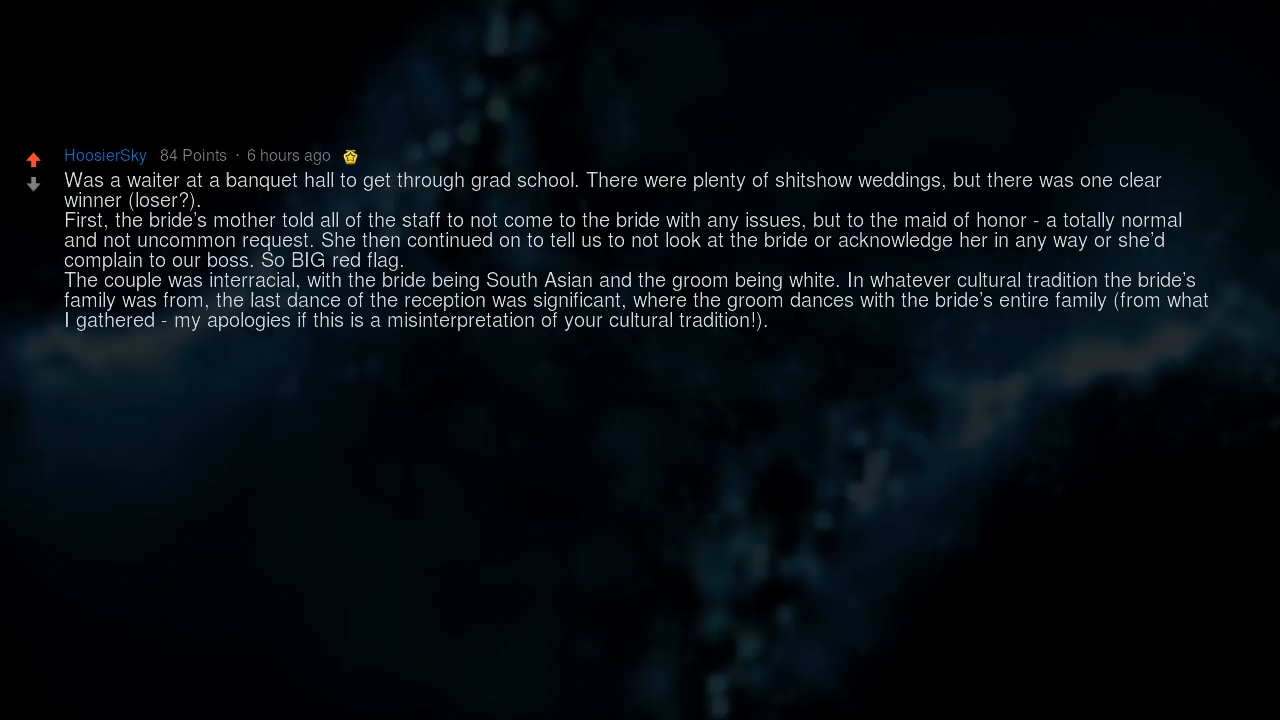 HoosierSky 84 Points · 6 hours ago
Was a waiter at a banquet hall to get through grad school. There were plenty of shitshow weddings, but there was one clear
winner (loser?).
First, the bride's mother told all of the staff to not come to the bride with any issues, but to the maid of honor - a totally normal
and not uncommon request. She then continued on to tell us to not look at the bride or acknowledge her in any way or she'd
complain to our boss. So BIG red flag.
The couple was interracial, with the bride being South Asian and the groom being white. In whatever cultural tradition the bride's
family was from, the last dance of the reception was significant, where the groom dances with the bride's entire family (from what
I gathered - my apologies if this is a misinterpretation of your cultural tradition!).